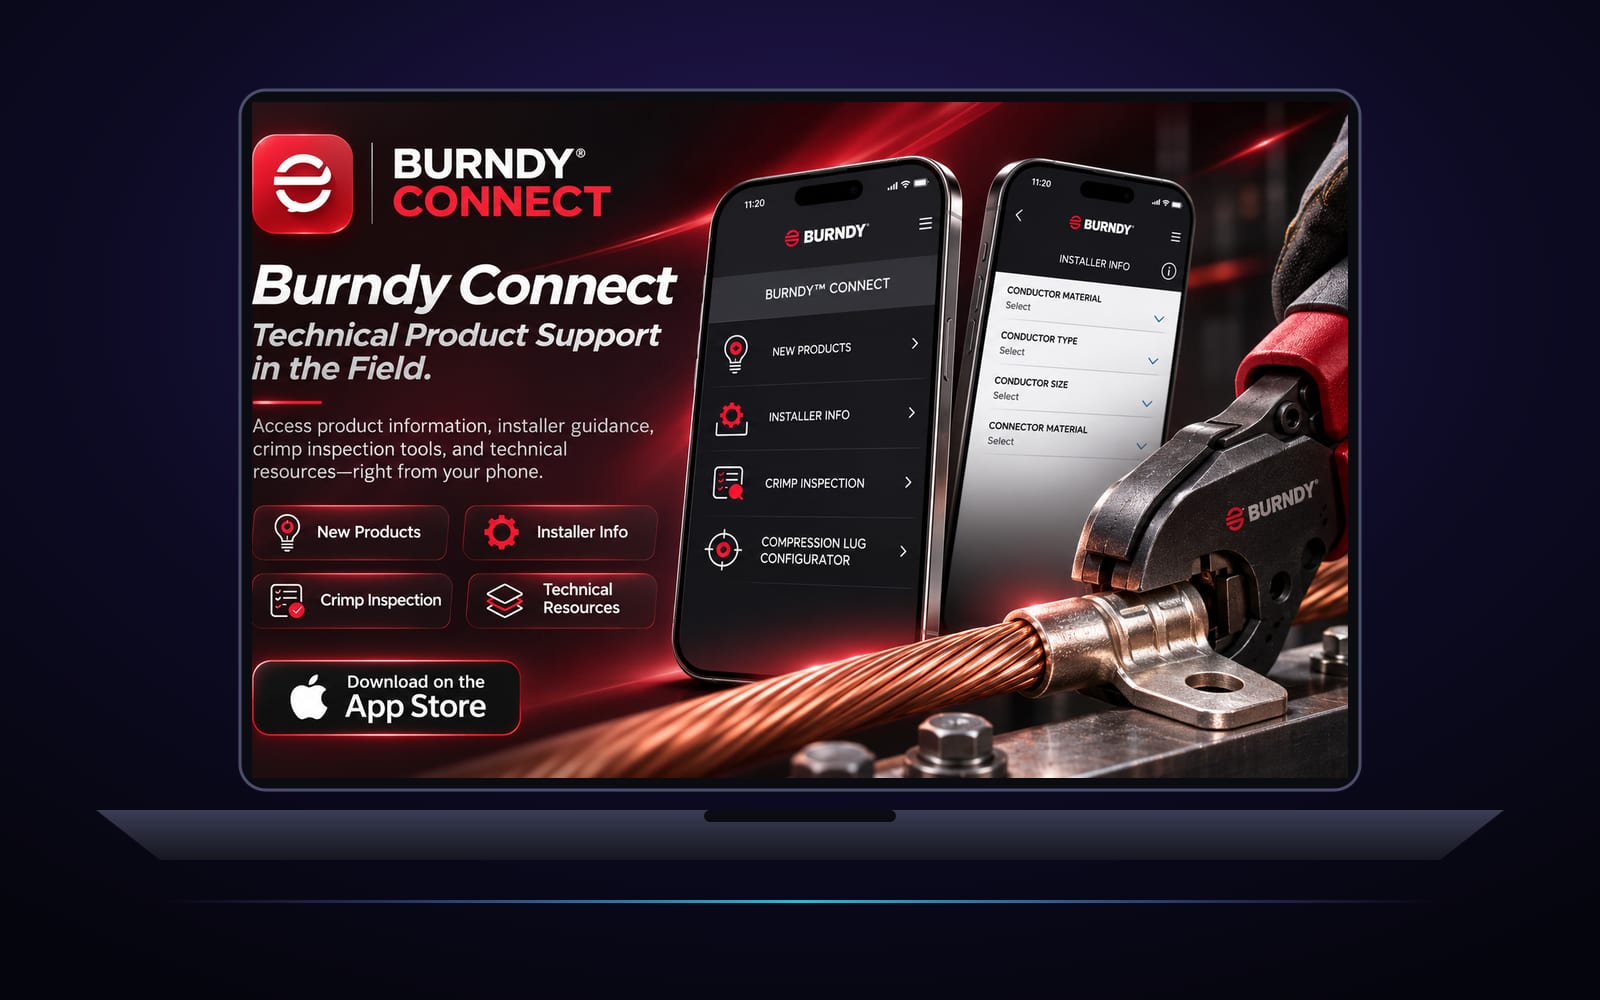 BURNDY®
CONNECT
Burndy Connect
Technical Product Support
in the Field.
Access product information, installer guidance,
crimp inspection tools, and technical
resources—right from your phone.
New Products
Installer Info
Crimp Inspection
Technical
Resources
Download on the
App Store
11:20
BURNDY®
BURNDY™ CONNECT
NEW PRODUCTS
INSTALLER INFO
CRIMP INSPECTION
COMPRESSION LUG
CONFIGURATOR
11:20
BURNDY®
INSTALLER INFO
i
CONDUCTOR MATERIAL
Select
CONDUCTOR TYPE
Select
CONDUCTOR SIZE
Select
CONNECTOR MATERIAL
Select
BURNDY®